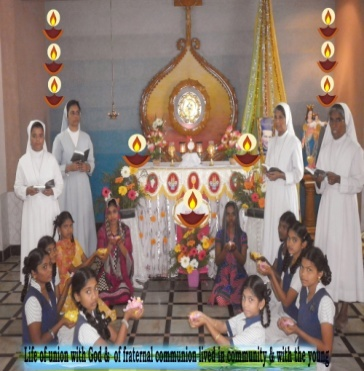 Life of union with God & of fraternal communion lived in community & with the young